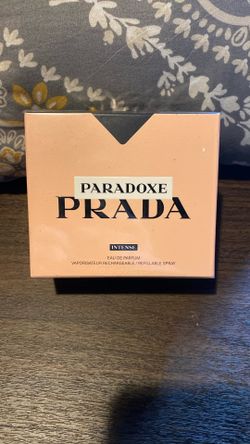 PARADOXE
PRADA
INTENSE
EAU DE PARFUM
VAPORISATEUR RECHARGEABLE / REFILLABLE SPRAY